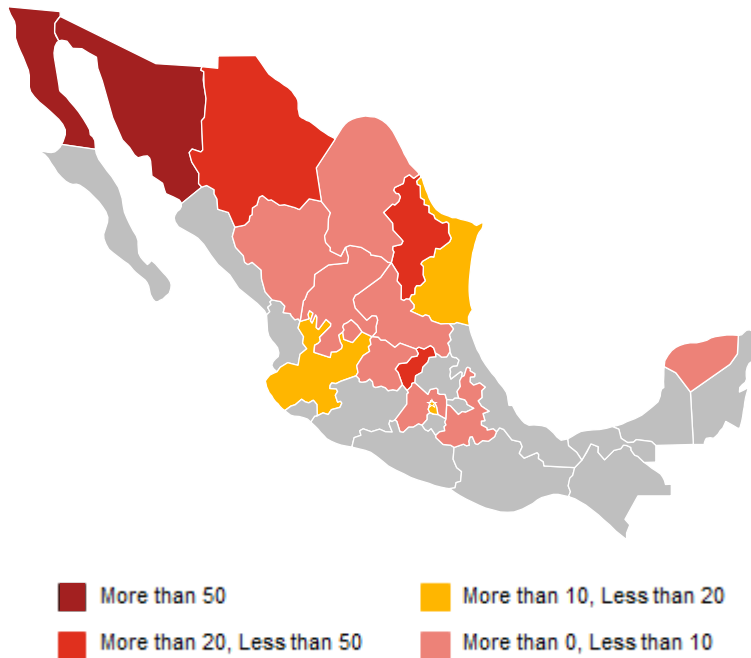 More than 50
More than 10, Less than 20
More than 20, Less than 50
More than 0, Less than 10